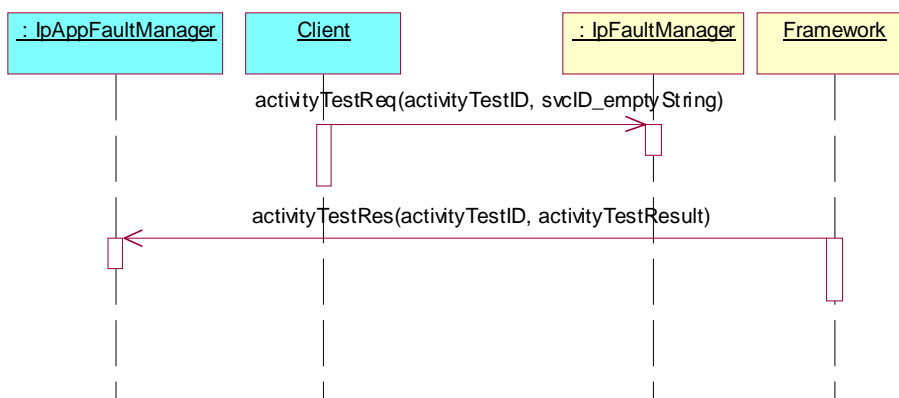 : IpAppFaultManager
Client
: IpFaultManager
Framework
activityTestReq(activityTestID, svcID_emptyString)
activityTestRes(activityTestID, activityTestResult)